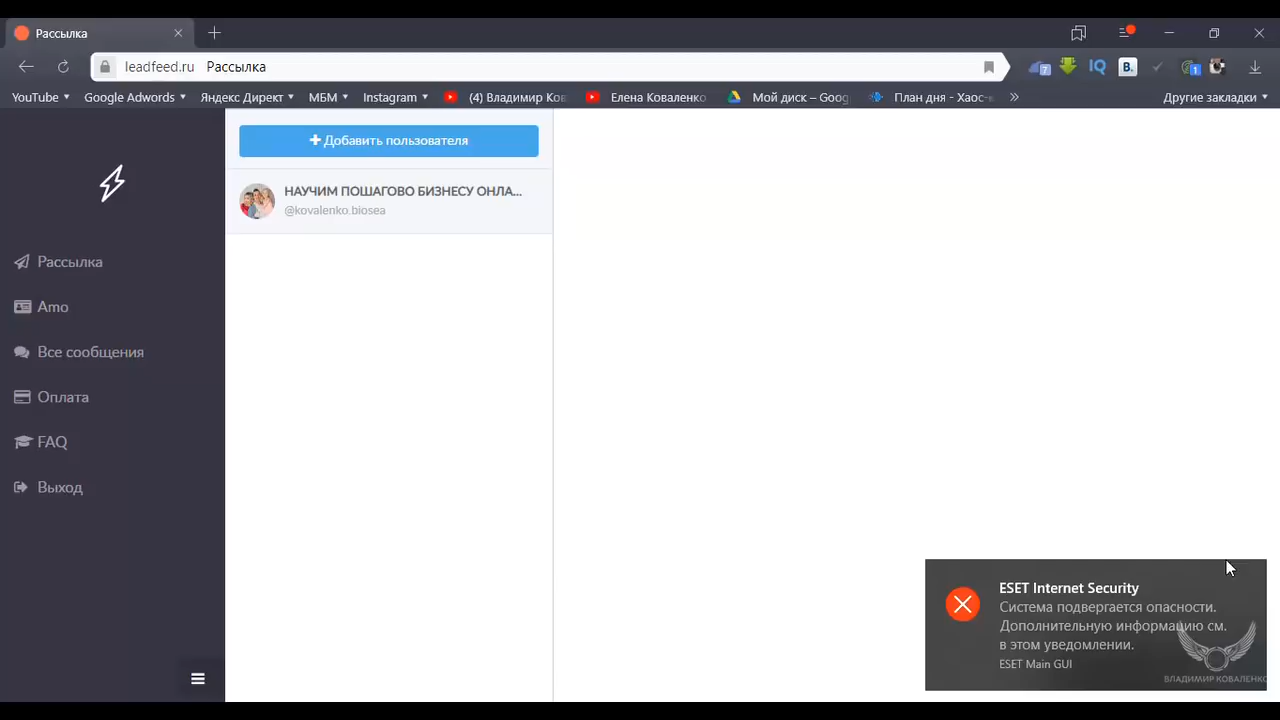 Рассылка
leadfeed.ru Рассылка
7
IQ
B.
1
YouTube
Google Adwords
Яндекс Директ
МБМ
Instagram
(4) Владимир Ков
Елена Коваленко
Мой диск – Goog
План дня - Хаос-
»
Другие закладки
Добавить пользователя
НАУЧИМ ПОШАГОВО БИЗНЕСУ ОНЛА...
@kovalenko.biosea
Рассылка
Amo
Все сообщения
Оплата
FAQ
Выход
ESET Internet Security
Система подвергается опасности.
Дополнительную информацию см.
в этом уведомлении.
ESET Main GUI
ВЛАДИМИР КОВАЛЕНКО